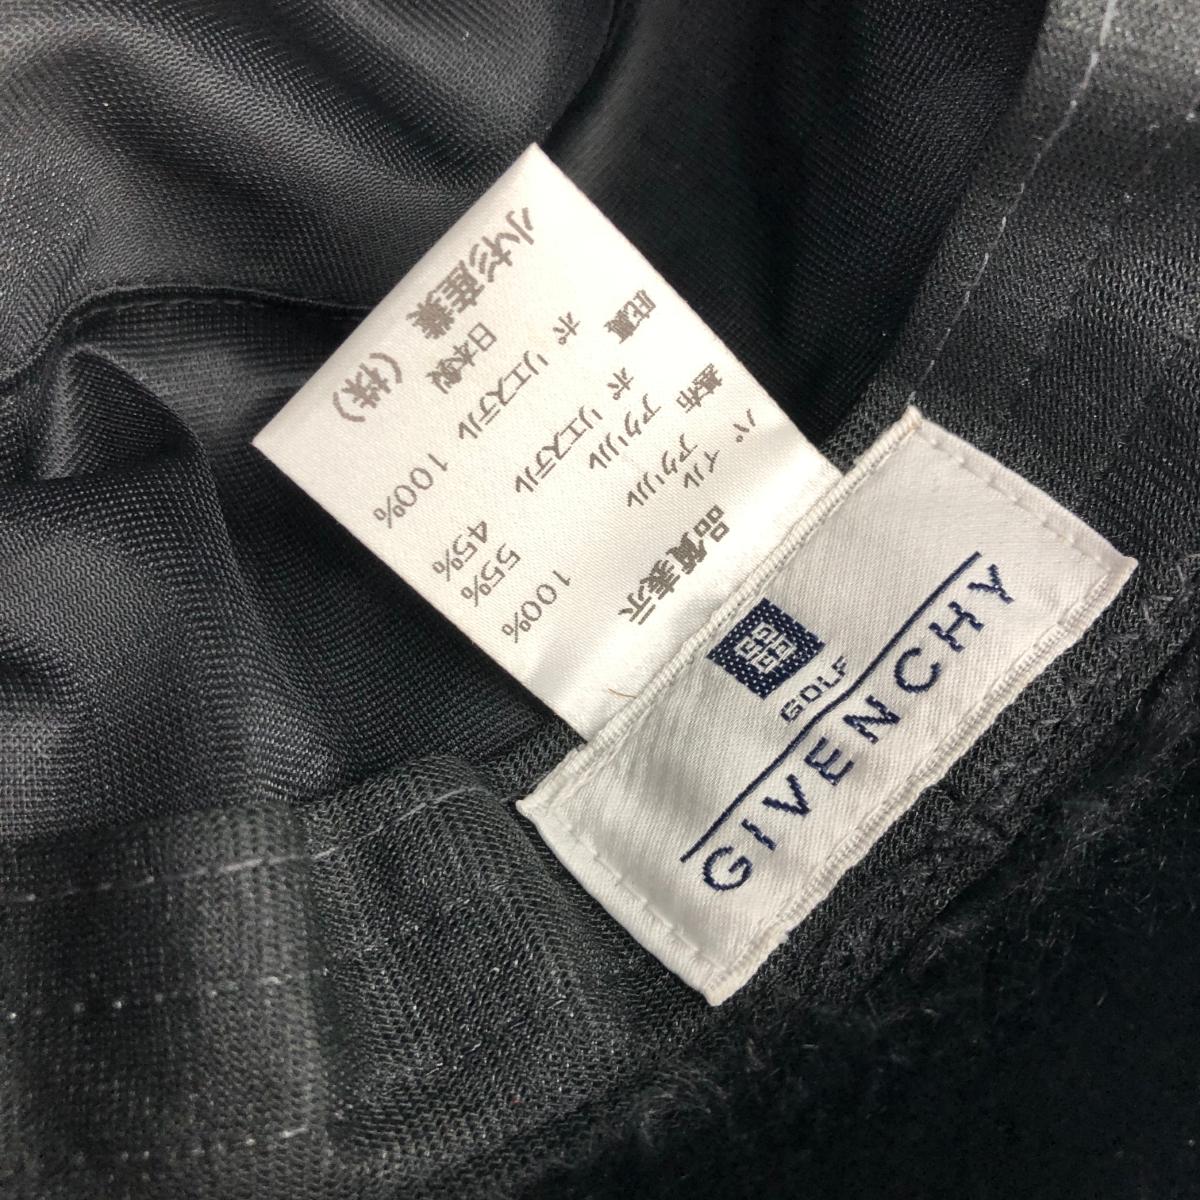 品質表示
パイル アクリル 100%
基布 アクリル 55%
ポリエステル 45%
庇裏 ポリエステル 100%
日本製
小杉産業(株)
GOLF
GIVENCHY